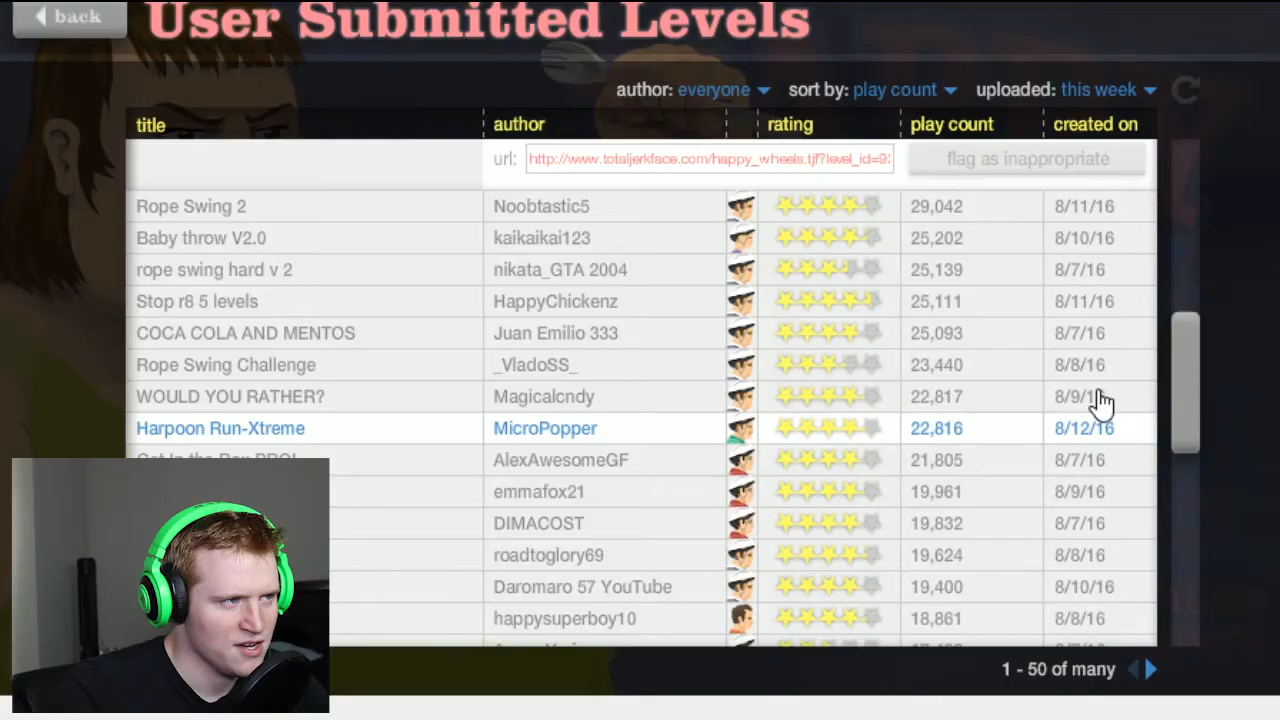 back
User Submitted Levels
author: everyone sort by: play count uploaded: this week
title author rating play count created on
url: http://www.totaljerkface.com/happy_wheels.tjf?level_id=9 flag as inappropriate
Rope Swing 2 Noobtastic5 29,042 8/11/16
Baby throw V2.0 kaikaikai123 25,202 8/10/16
rope swing hard v 2 nikata_GTA 2004 25,139 8/7/16
Stop r8 5 levels HappyChickenz 25,111 8/11/16
COCA COLA AND MENTOS Juan Emilio 333 25,093 8/7/16
Rope Swing Challenge _VladoSS_ 23,440 8/8/16
WOULD YOU RATHER? Magicalcndy 22,817 8/9/1
Harpoon Run-Xtreme MicroPopper 22,816 8/12/16
AlexAwesomeGF 21,805 8/7/16
emmafox21 19,961 8/9/16
DIMACOST 19,832 8/7/16
roadtoglory69 19,624 8/8/16
Daromaro 57 YouTube 19,400 8/10/16
happysuperboy10 18,861 8/8/16
1 - 50 of many